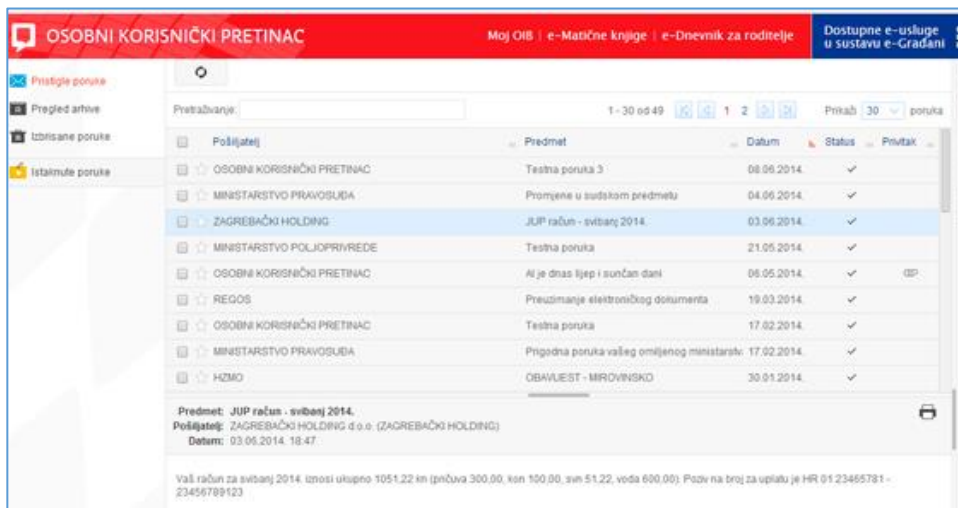 OSOBNI KORISNIČKI PRETINAC
Moj OIB | e-Matične knjige | e-Dnevnik za roditelje
Dostupne e-usluge
u sustavu e-Građani
Pristigle poruke
Pregled arhive
Izbrisane poruke
Istaknute poruke
Pretraživanje:
1 - 30 od 49 1 2 Prikaži 30 poruka
Pošiljatelj Predmet Datum Status Privitak
OSOBNI KORISNIČKI PRETINAC Testna poruka 3 08.06.2014.
MINISTARSTVO PRAVOSUĐA Promjene u sudskom predmetu 04.06.2014.
ZAGREBAČKI HOLDING JUP račun - svibanj 2014. 03.06.2014.
MINISTARSTVO POLJOPRIVREDE Testna poruka 21.05.2014.
OSOBNI KORISNIČKI PRETINAC Al je dnas lijep i sunčan dani 06.05.2014.
REGOS Preuzimanje elektroničkog dokumenta 19.03.2014.
OSOBNI KORISNIČKI PRETINAC Testna poruka 17.02.2014.
MINISTARSTVO PRAVOSUĐA Prigodna poruka vašeg omiljenog ministarstv 17.02.2014.
HZMO OBAVIJEST - MIROVINSKO 30.01.2014.
Predmet: JUP račun - svibanj 2014.
Pošiljatelj: ZAGREBAČKI HOLDING d.o.o. (ZAGREBAČKI HOLDING)
Datum: 03.06.2014. 18:47
Vaš račun za svibanj 2014. iznosi ukupno 1051,22 kn (pričuva 300,00, kon 100,00, svn 51,22, voda 600,00). Poziv na broj za uplatu je HR 01 23465781 -
23456789123